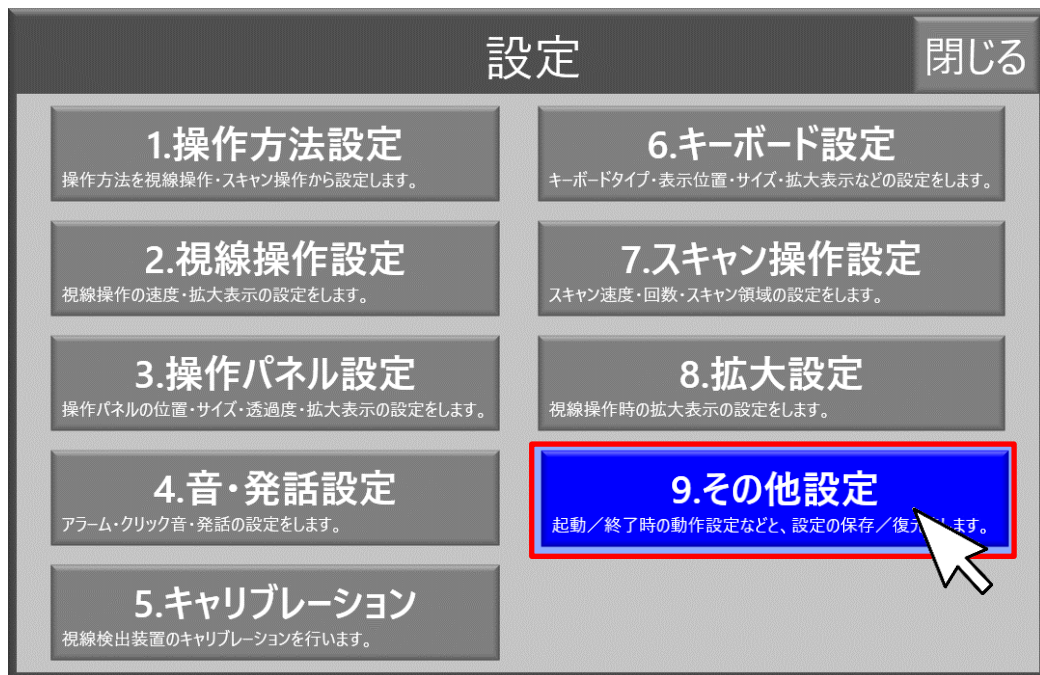 設定
閉じる
1.操作方法設定
操作方法を視線操作・スキャン操作から設定します。
2.視線操作設定
視線操作の速度・拡大表示の設定をします。
3.操作パネル設定
操作パネルの位置・サイズ・透過度・拡大表示の設定をします。
4.音・発話設定
アラーム・クリック音・発話の設定をします。
5.キャリブレーション
視線検出装置のキャリブレーションを行います。
6.キーボード設定
キーボードタイプ・表示位置・サイズ・拡大表示などの設定をします。
7.スキャン操作設定
スキャン速度・回数・スキャン領域の設定をします。
8.拡大設定
視線操作時の拡大表示の設定をします。
9.その他設定
起動／終了時の動作設定などと、設定の保存／復元 します。